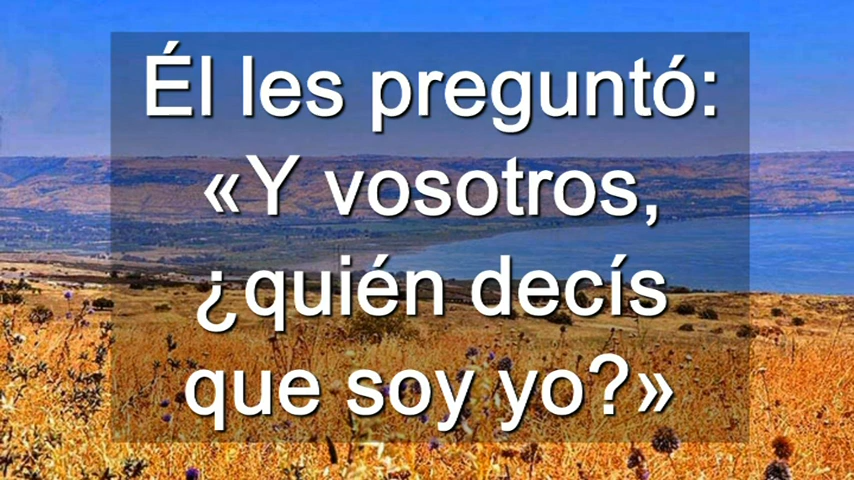 Él les preguntó:
«Y vosotros,
¿quién decís
que soy yo?»